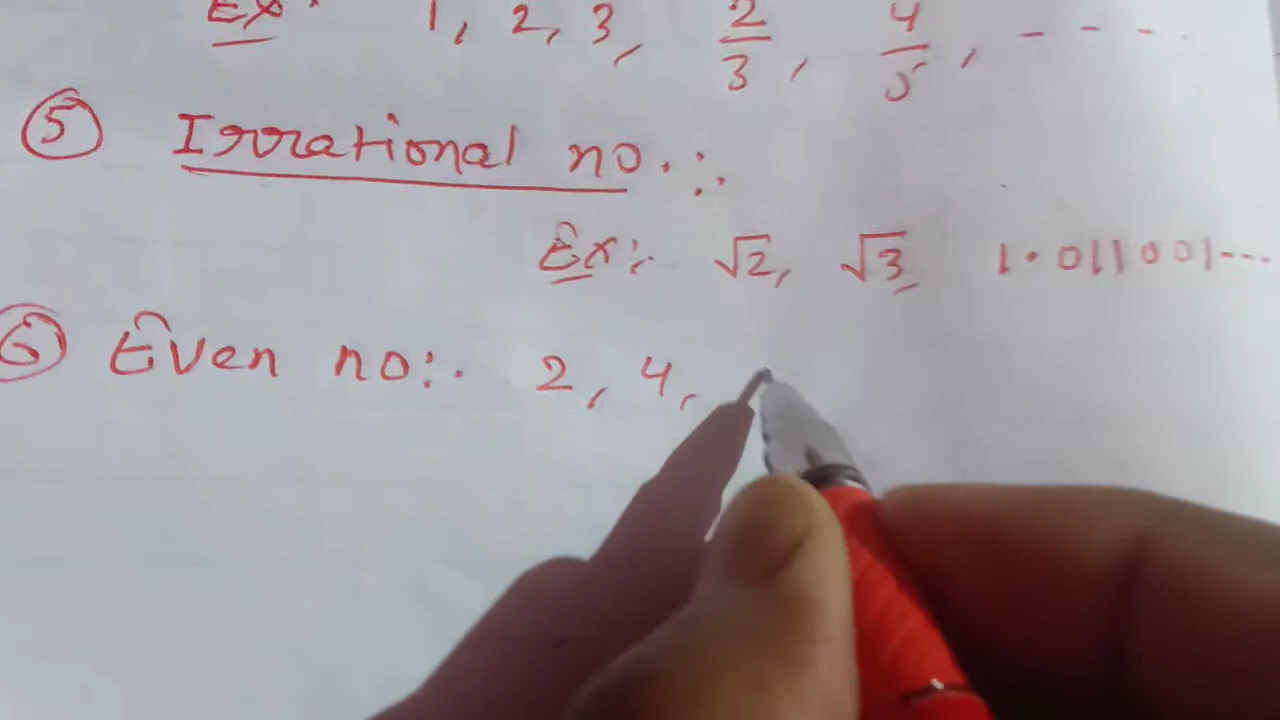 Ex: 1, 2, 3, 2/3, 4/5, - - - .
⑤ Irrational no.:
Ex: √2, √3 1.0111001---
⑥ Even no: 2, 4,